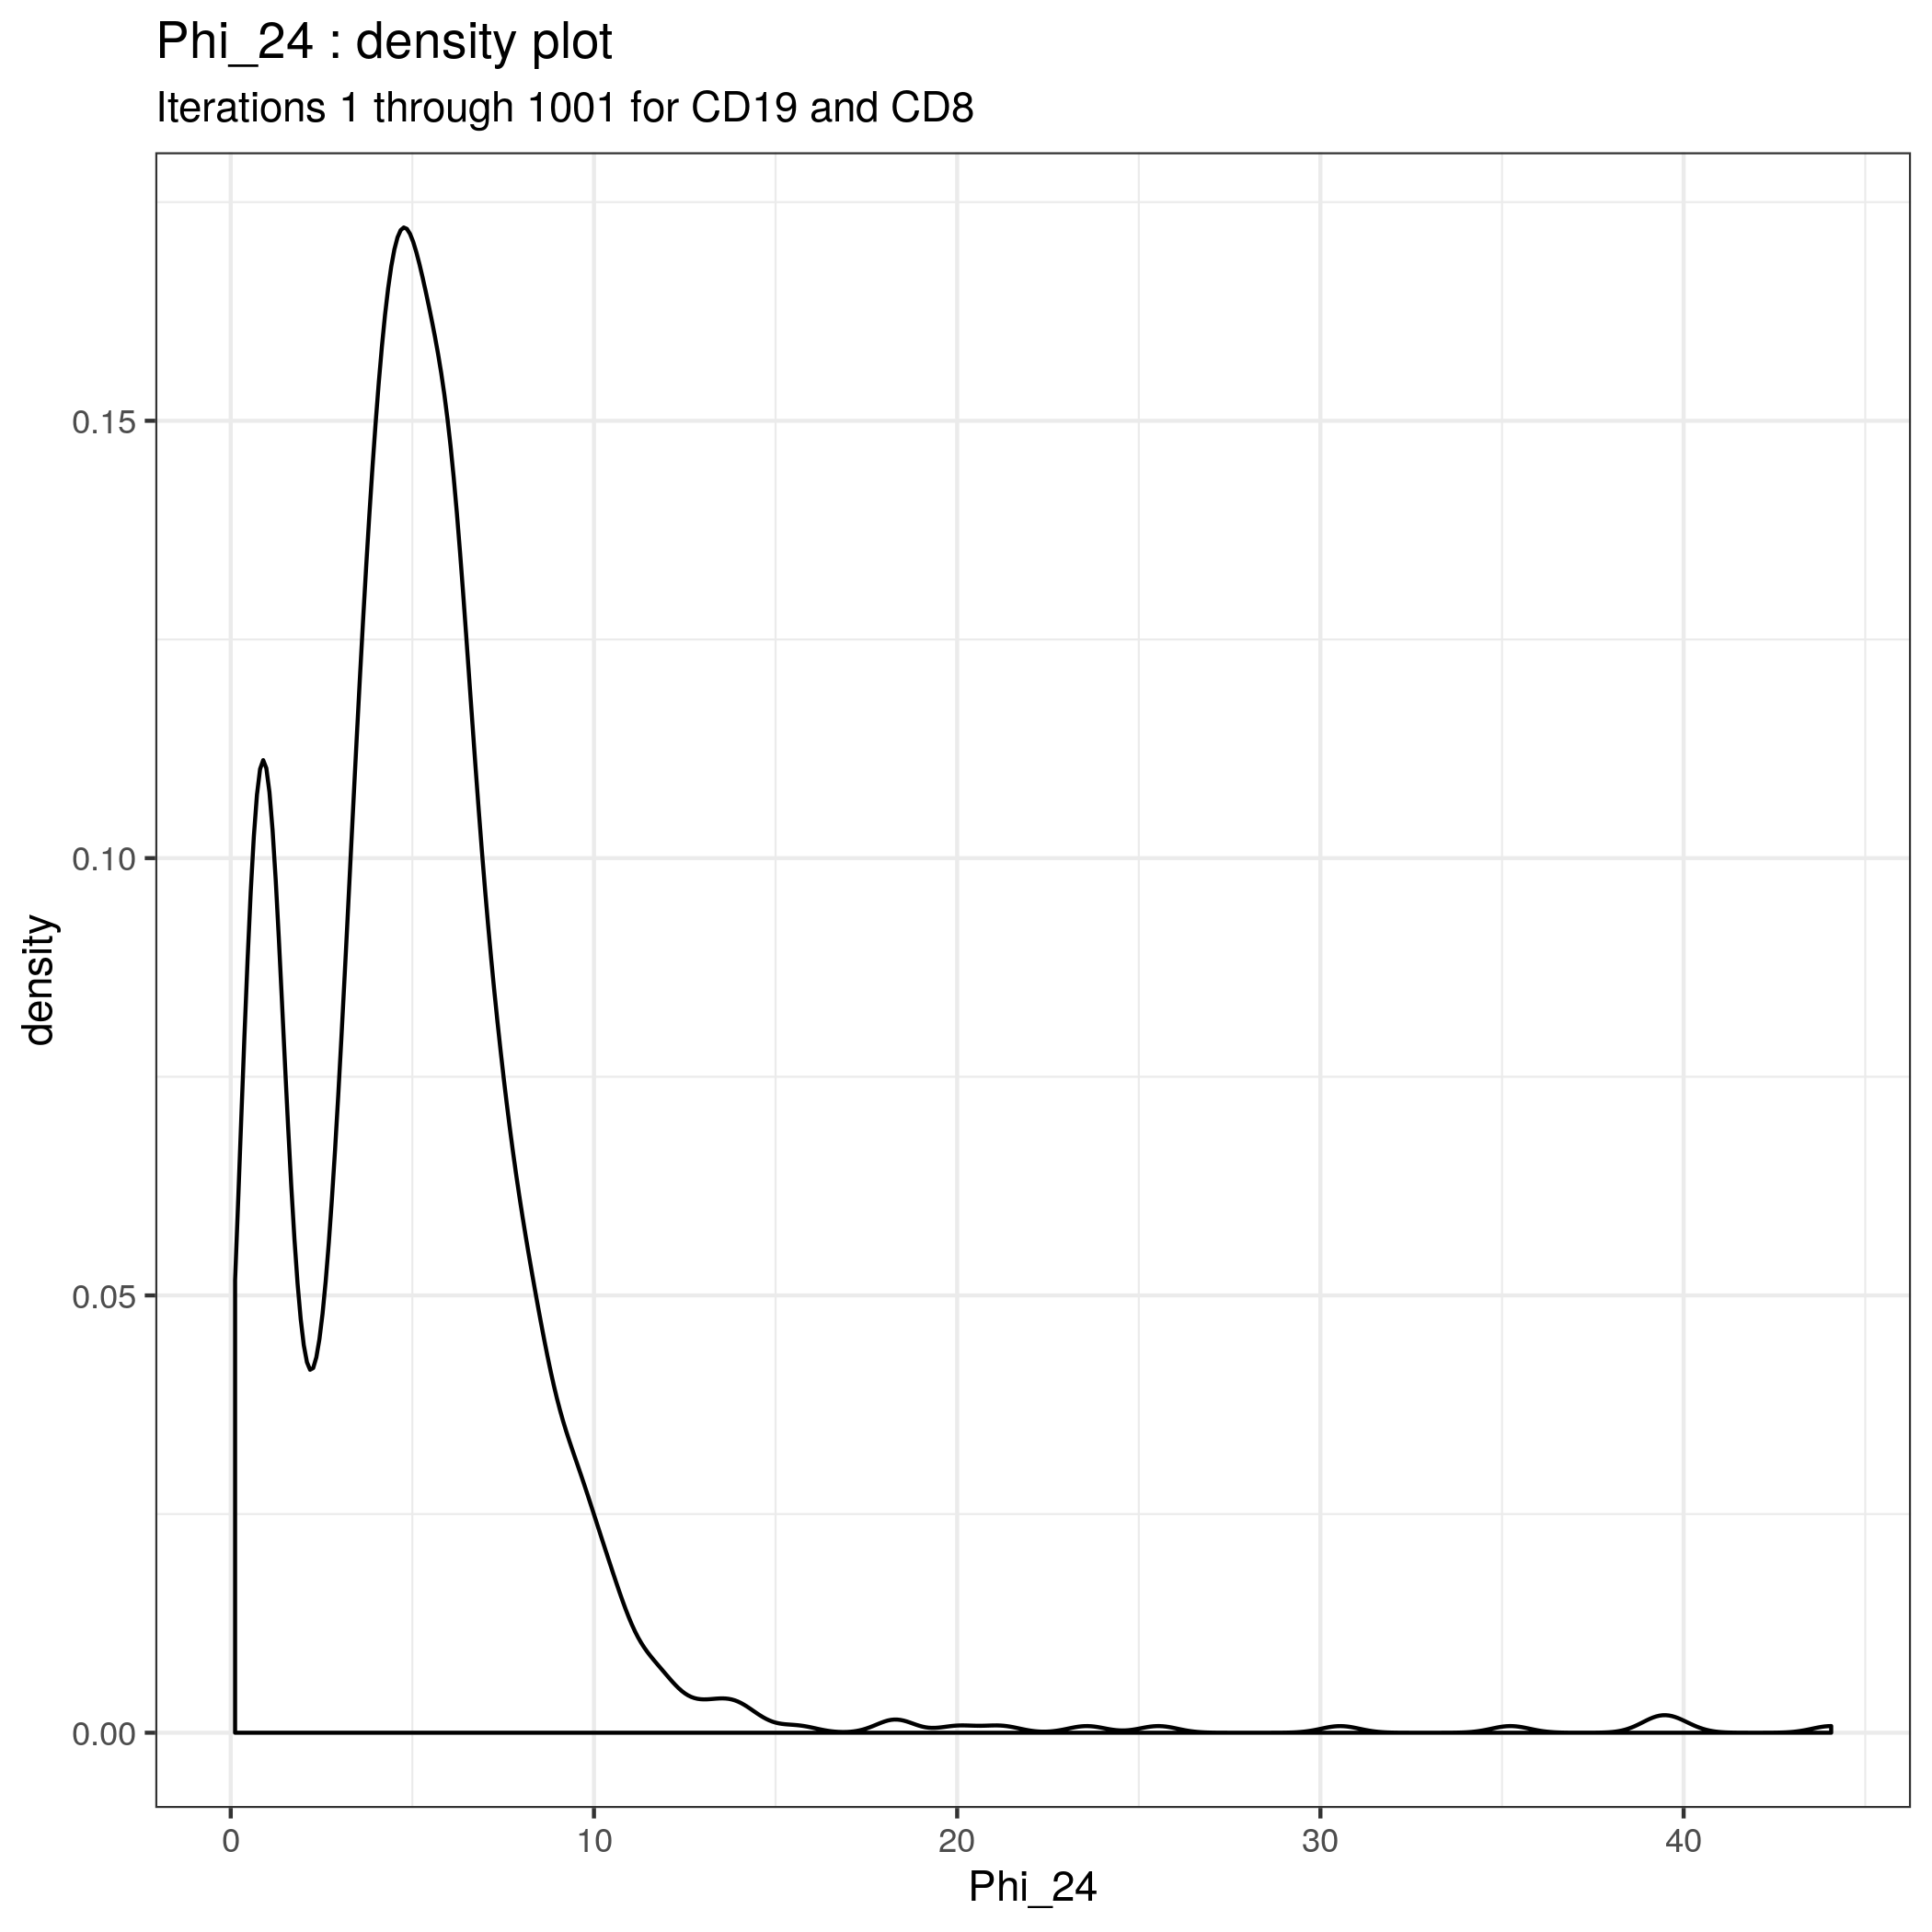 Phi_24 : density plot
Iterations 1 through 1001 for CD19 and CD8
0.15
0.10
0.05
0.00
density
0 10 20 30 40
Phi_24